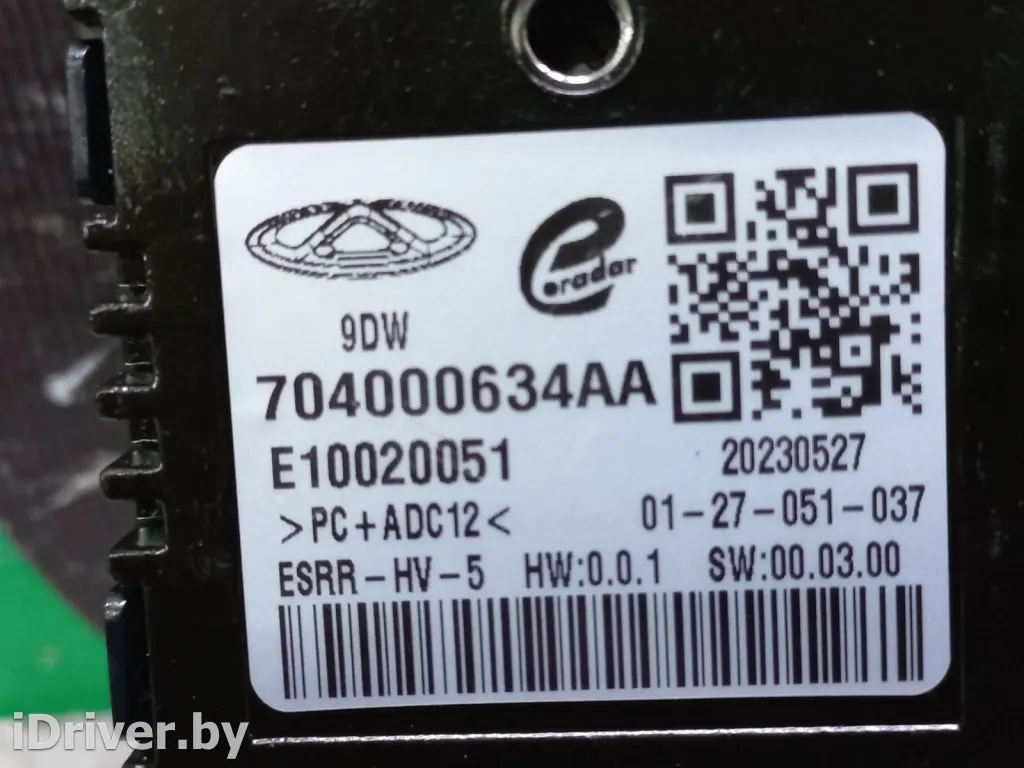 eradar
9DW
704000634AA
E10020051
20230527
>PC+ADC12<
01-27-051-037
ESRR-HV-5 HW:0.0.1 SW:00.03.00
iDriver.by